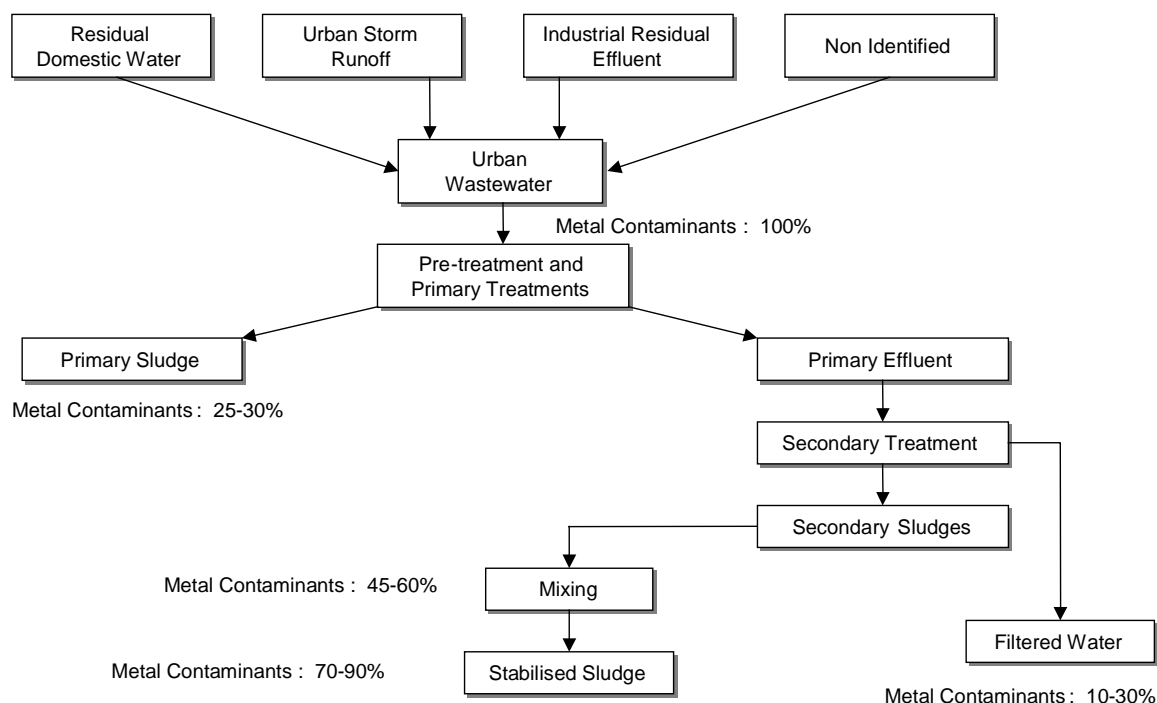 Residual
Domestic Water
Urban Storm
Runoff
Industrial Residual
Effluent
Non Identified
Urban
Wastewater
Metal Contaminants : 100%
Pre-treatment and
Primary Treatments
Primary Sludge
Primary Effluent
Metal Contaminants : 25-30%
Secondary Treatment
Secondary Sludges
Metal Contaminants : 45-60%
Mixing
Filtered Water
Metal Contaminants : 70-90%
Stabilised Sludge
Metal Contaminants : 10-30%